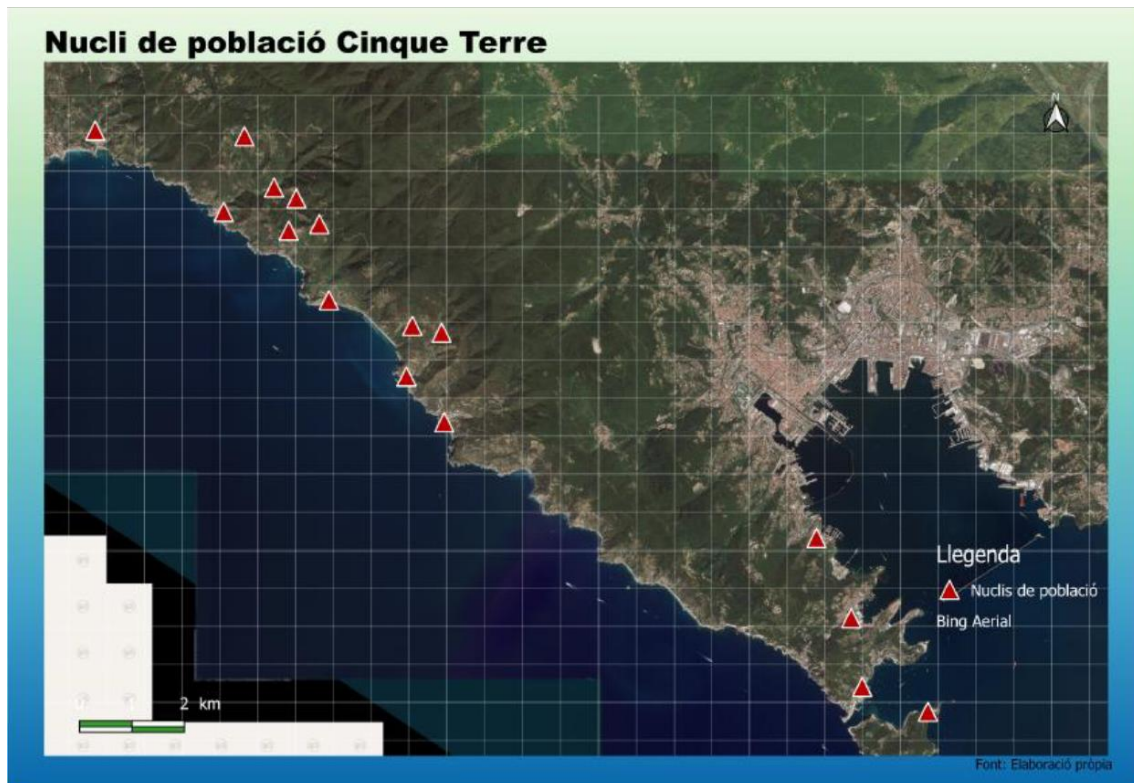 Nucli de població Cinque Terre
N
Llegenda
Nuclis de població
Bing Aerial
2 km
Font: Elaboració pròpia